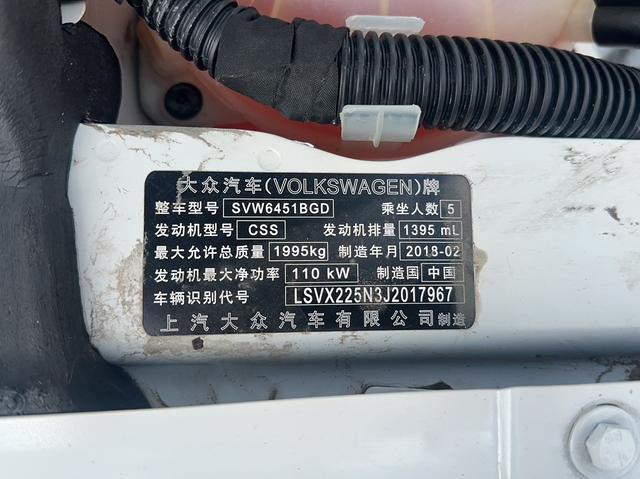 大众汽车(VOLKSWAGEN)牌
整车型号 SVW6451BGD 乘坐人数 5
发动机型号 CSS 发动机排量 1395 mL
最大允许总质量 1995kg 制造年月 2018-02
发动机最大净功率 110 kW 制造国 中国
车辆识别代号 LSVX225N3J2017967
上汽大众汽车有限公司制造